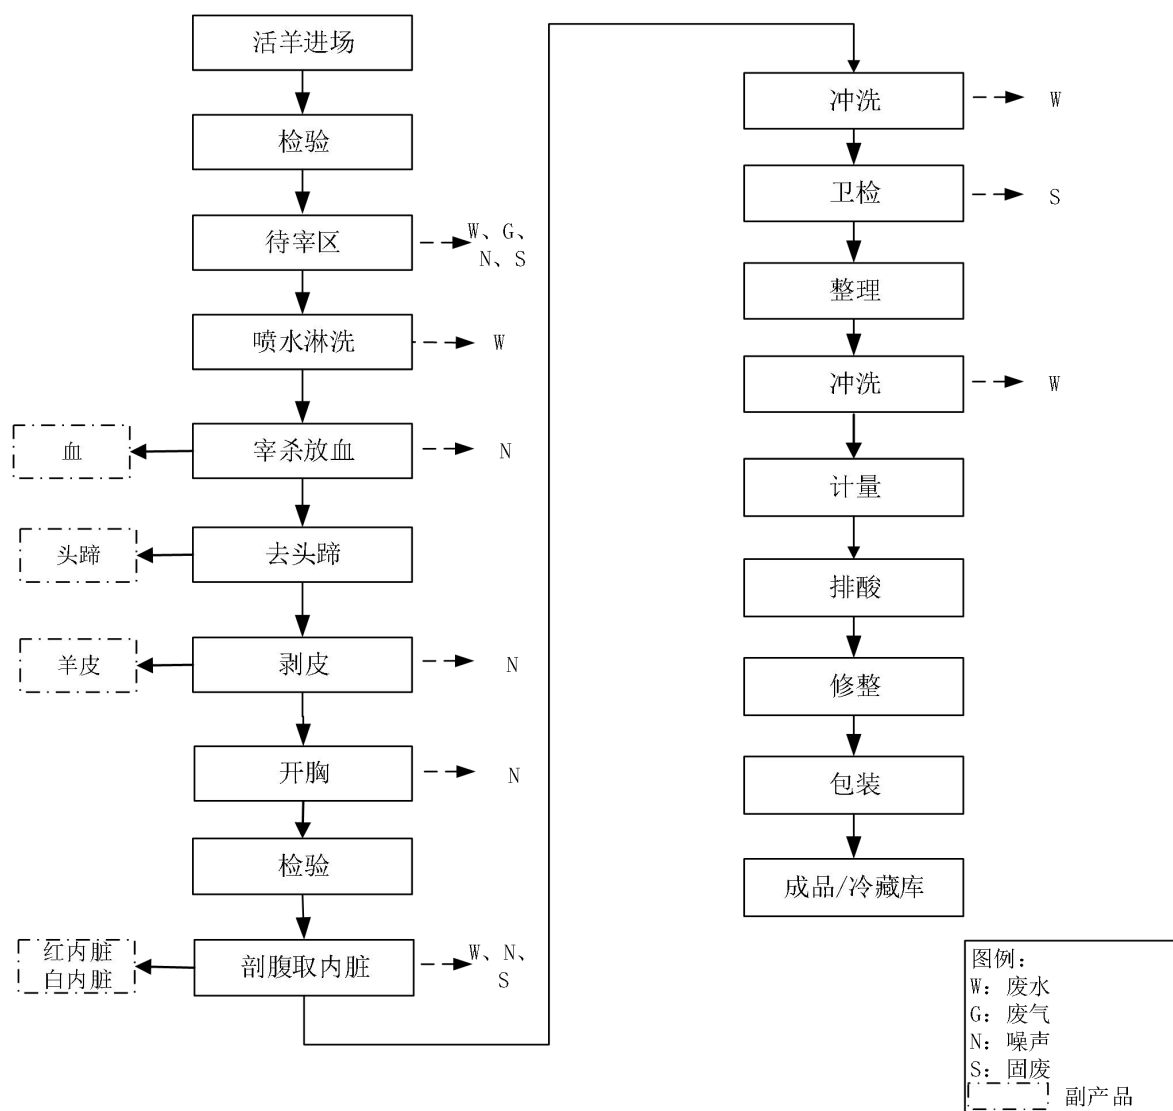 活羊进场
检验
待宰区
W、G、
N、S
喷水淋洗
W
血
宰杀放血
N
头蹄
去头蹄
羊皮
剥皮
N
开胸
N
检验
红内脏
白内脏
剖腹取内脏
W、N、
S
冲洗
W
卫检
S
整理
冲洗
W
计量
排酸
修整
包装
成品/冷藏库
图例：
W：废水
G：废气
N：噪声
S：固废
副产品